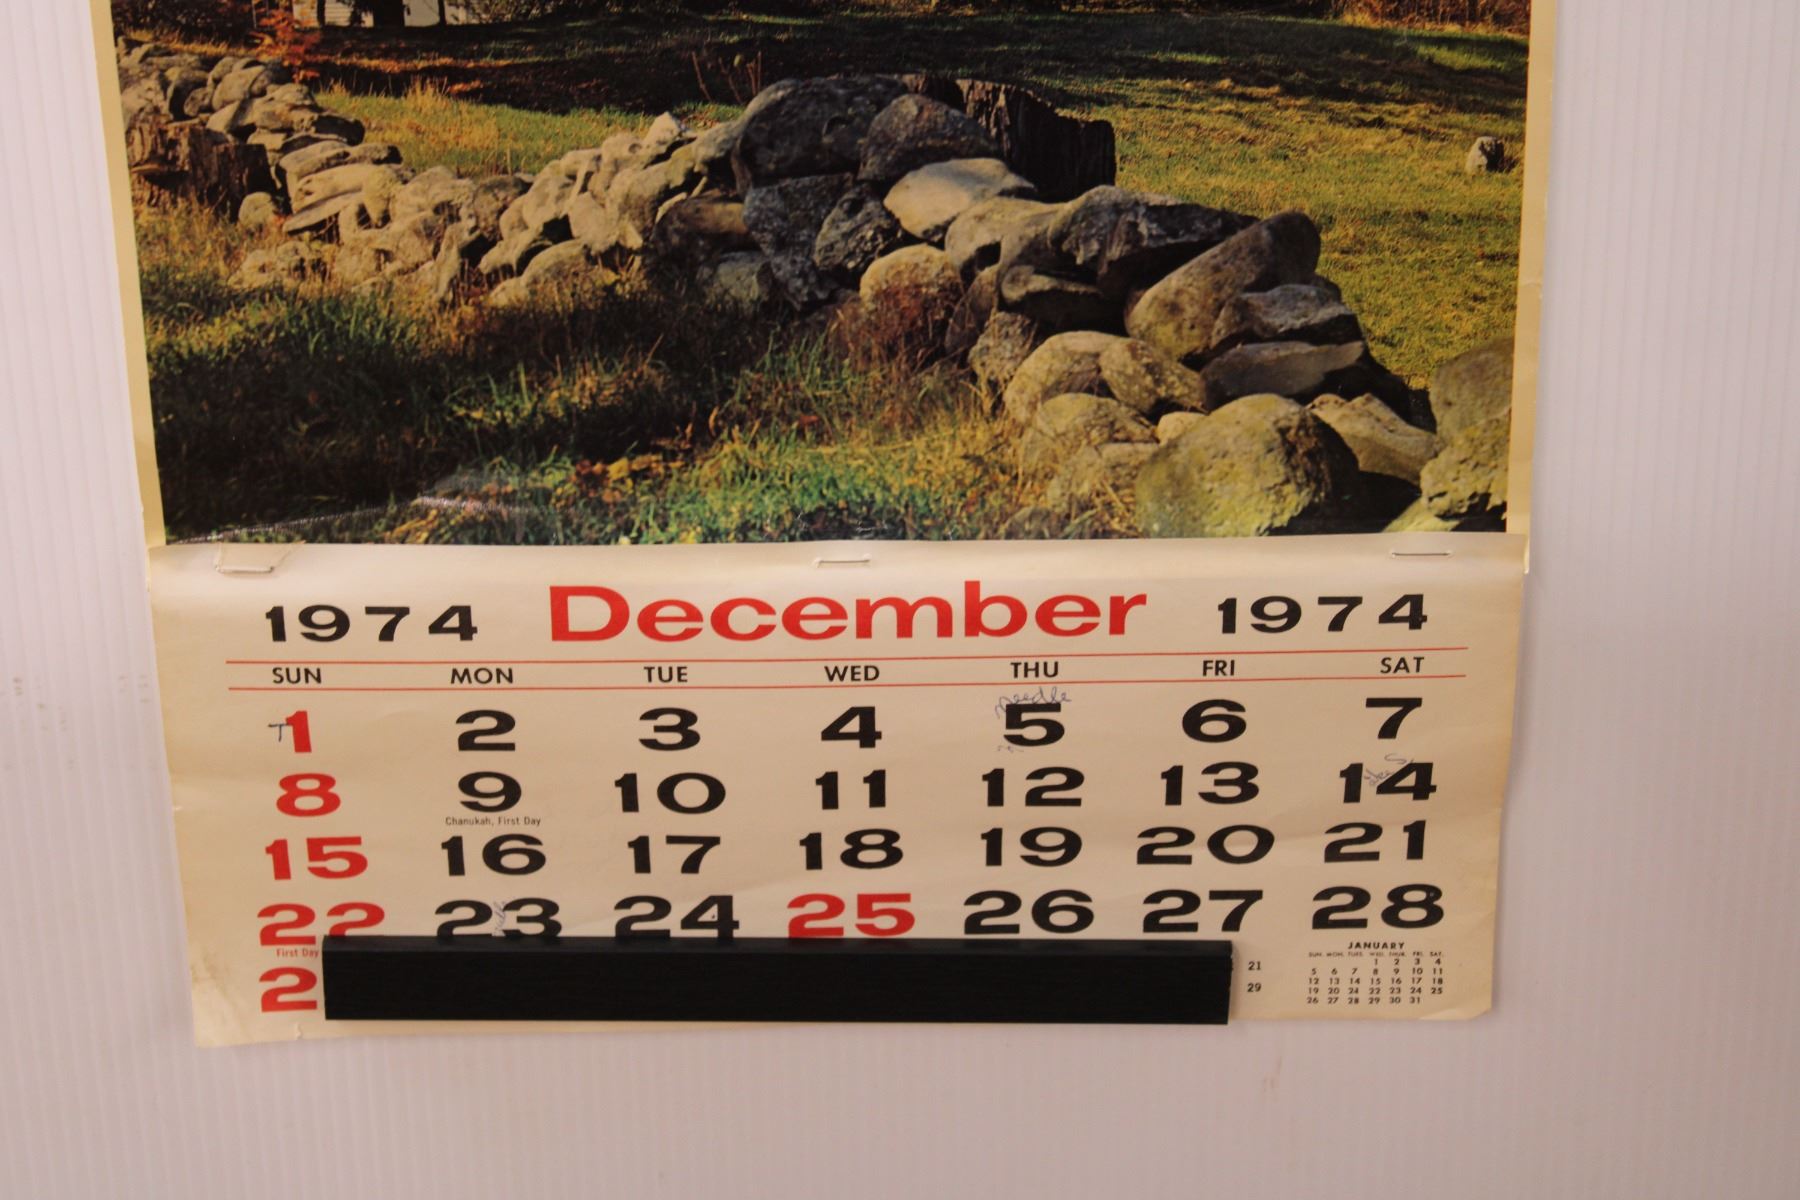 1974 December 1974
SUN MON TUE WED THU FRI SAT
needle
T 1 2 3 4 5 6 7
8 9 10 11 12 13 14
Chanukah, First Day
15 16 17 18 19 20 21
22 23 24 25 26 27 28
First Day
2
21
29
JANUARY
SUN. MON. TUES. WED. THUR. FRI. SAT.
1 2 3 4
5 6 7 8 9 10 11
12 13 14 15 16 17 18
19 20 21 22 23 24 25
26 27 28 29 30 31